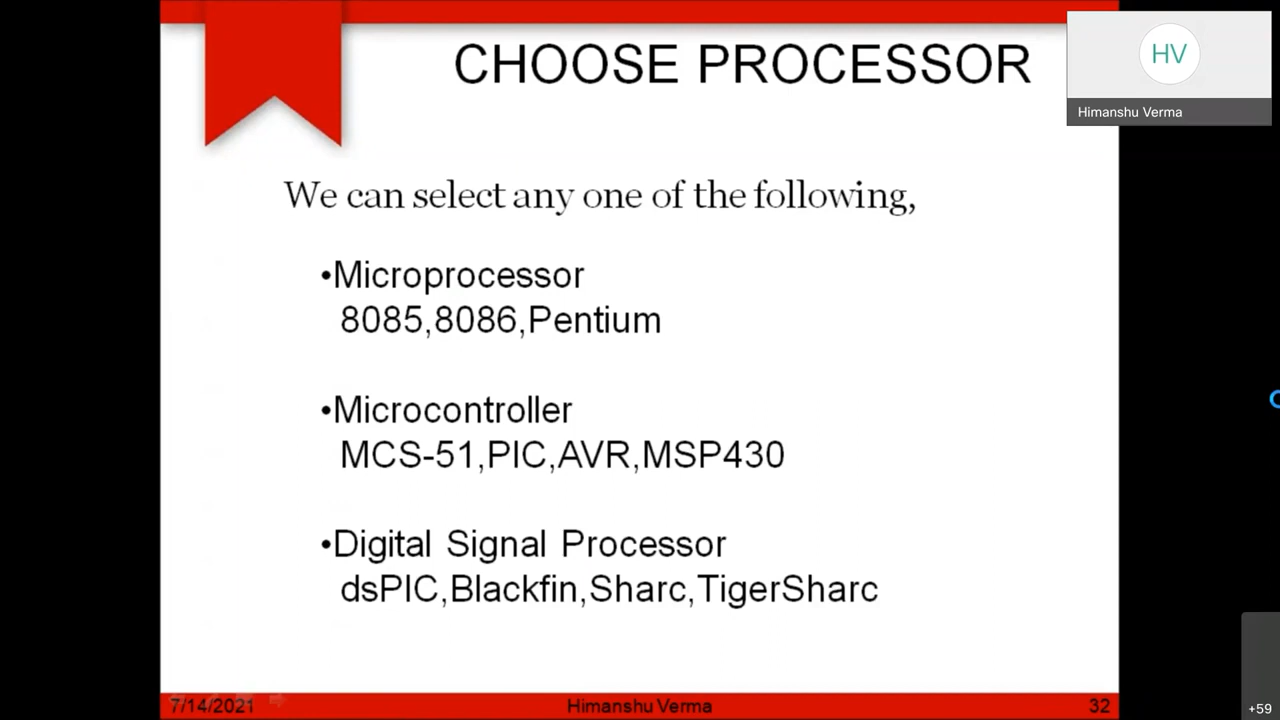 CHOOSE PROCESSOR
HV
Himanshu Verma
We can select any one of the following,
•Microprocessor
8085,8086,Pentium
•Microcontroller
MCS-51,PIC,AVR,MSP430
•Digital Signal Processor
dsPIC,Blackfin,Sharc,TigerSharc
7/14/2021
Himanshu Verma
32
+59